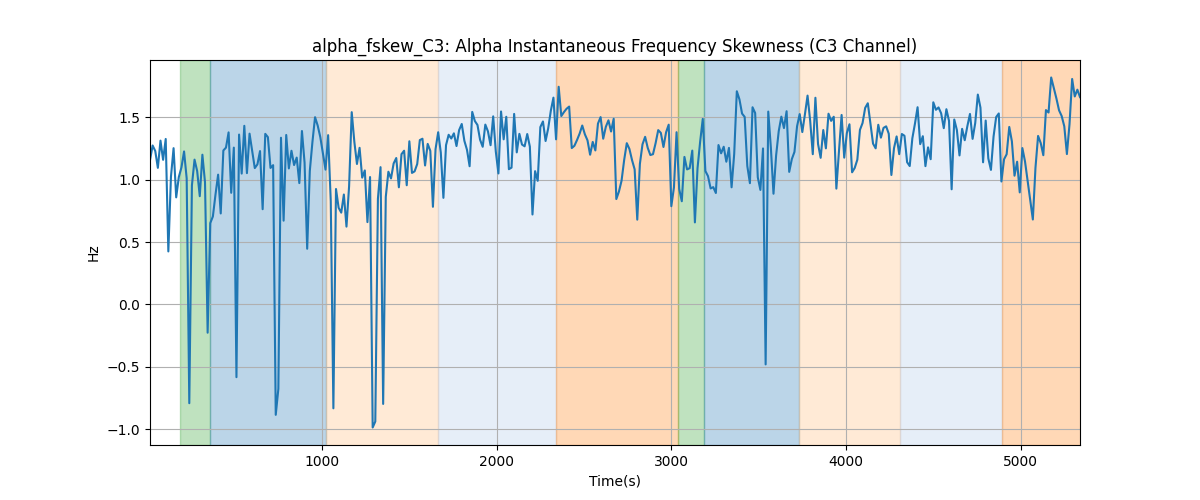 alpha_fskew_C3: Alpha Instantaneous Frequency Skewness (C3 Channel)
1.5
1.0
0.5
0.0
−0.5
−1.0
Hz
1000 2000 3000 4000 5000
Time(s)